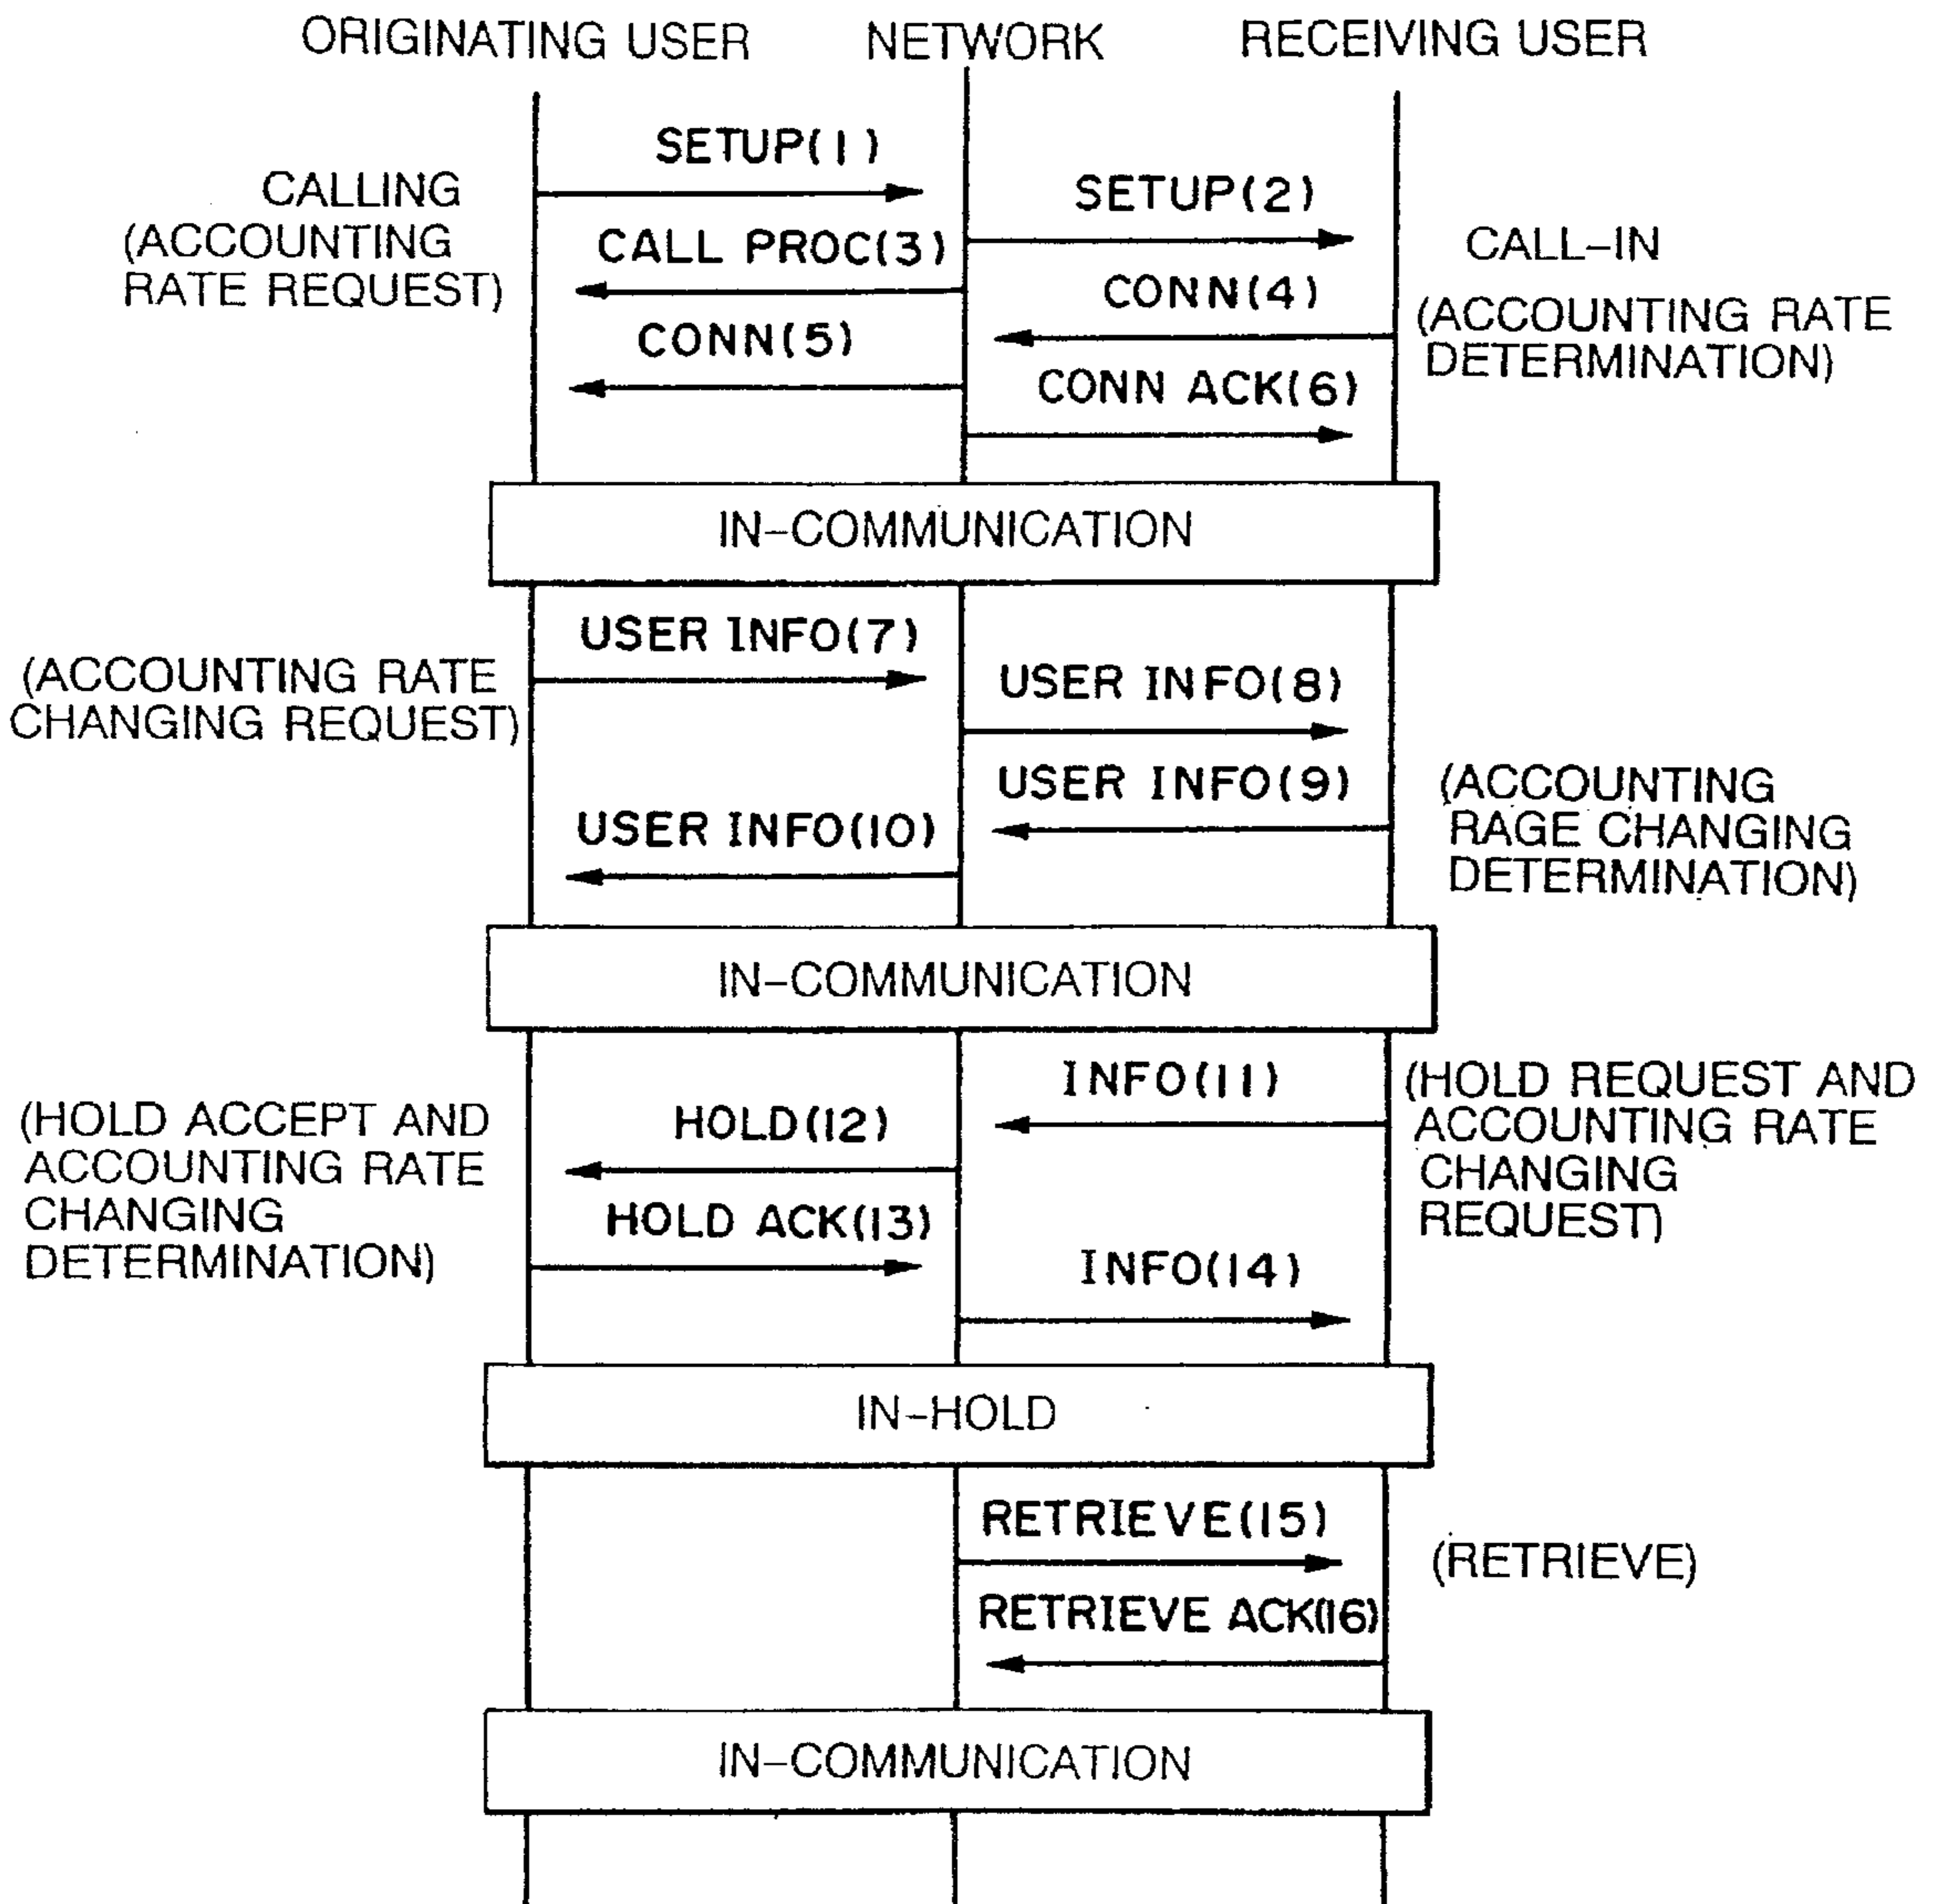 ORIGINATING USER NETWORK RECEIVING USER
SETUP(1)
CALLING
(ACCOUNTING
RATE REQUEST)
SETUP(2)
CALL PROC(3)
CALL-IN
CONN(4)
(ACCOUNTING RATE
DETERMINATION)
CONN(5)
CONN ACK(6)
IN-COMMUNICATION
USER INFO(7)
(ACCOUNTING RATE
CHANGING REQUEST)
USER INFO(8)
USER INFO(9)
(ACCOUNTING
RAGE CHANGING
DETERMINATION)
USER INFO(10)
IN-COMMUNICATION
INFO(11)
(HOLD REQUEST AND
ACCOUNTING RATE
CHANGING
REQUEST)
HOLD(12)
(HOLD ACCEPT AND
ACCOUNTING RATE
CHANGING
DETERMINATION)
HOLD ACK(13)
INFO(14)
IN-HOLD
RETRIEVE(15)
(RETRIEVE)
RETRIEVE ACK(16)
IN-COMMUNICATION